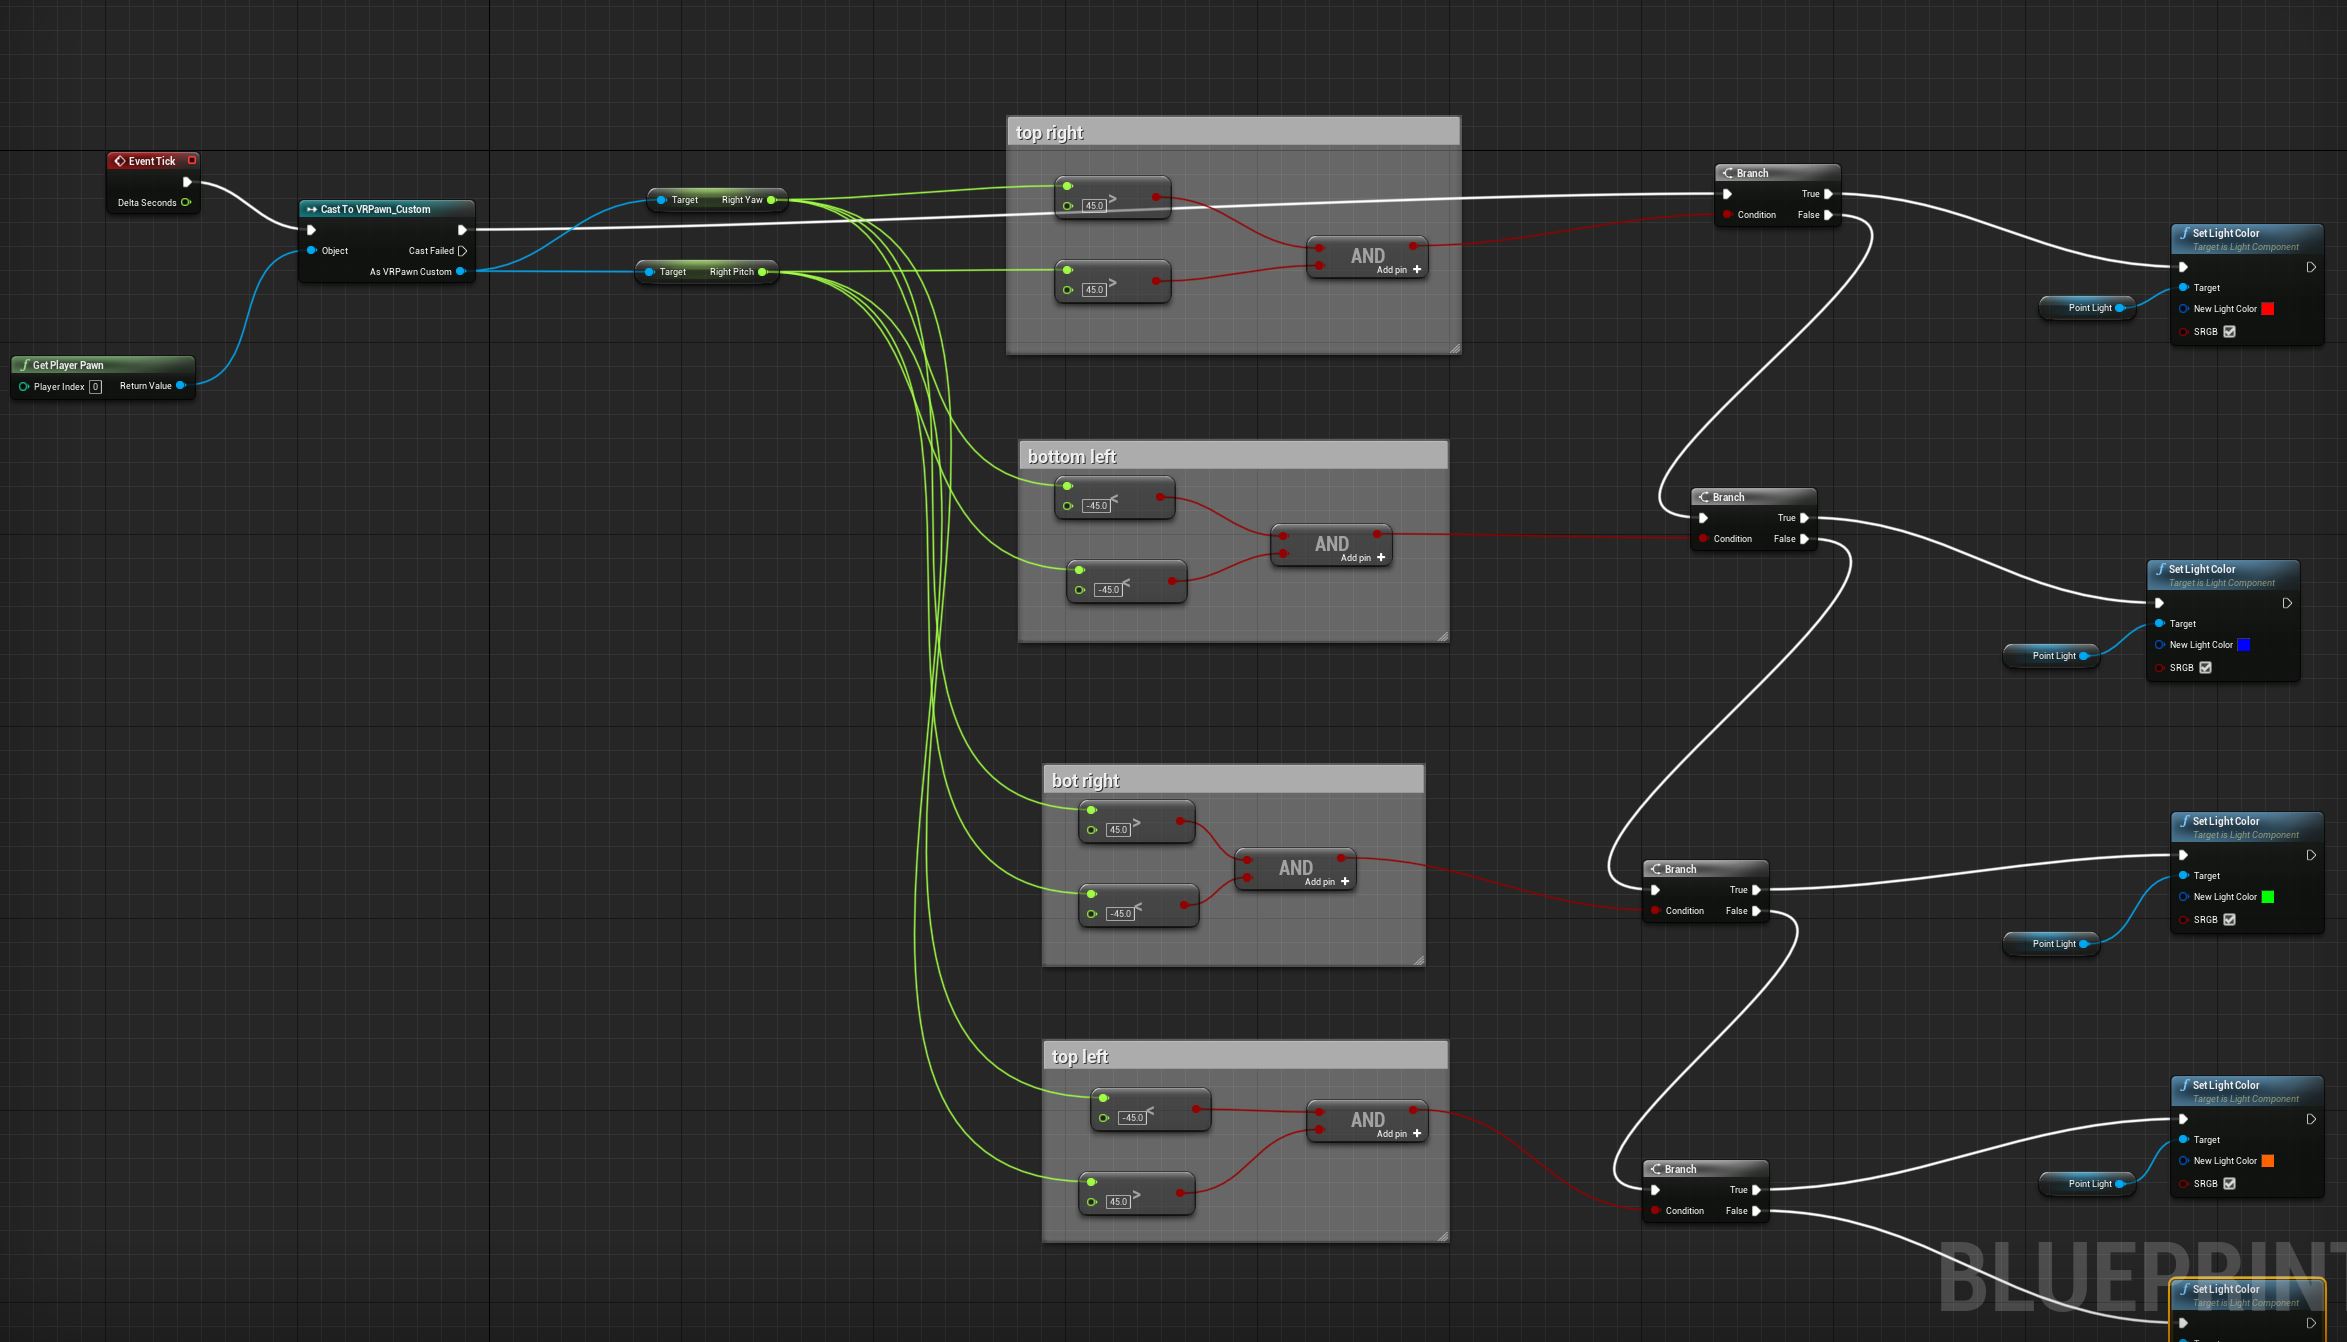 Event Tick
Delta Seconds
Cast To VRPawn_Custom
Object
Cast Failed
As VRPawn Custom
Get Player Pawn
Player Index 0 Return Value
Target Right Yaw
Target Right Pitch
top right
>
45.0
>
45.0
AND
Add pin
Branch
True
Condition False
Set Light Color
Target is Light Component
Target
New Light Color
SRGB
Point Light
bottom left
<
-45.0
<
-45.0
AND
Add pin
Branch
True
Condition False
Set Light Color
Target is Light Component
Target
New Light Color
SRGB
Point Light
bot right
>
45.0
<
-45.0
AND
Add pin
Branch
True
Condition False
Set Light Color
Target is Light Component
Target
New Light Color
SRGB
Point Light
top left
<
-45.0
>
45.0
AND
Add pin
Branch
True
Condition False
Set Light Color
Target is Light Component
Target
New Light Color
SRGB
Point Light
BLUEPRINT
Set Light Color
Target is Light Component